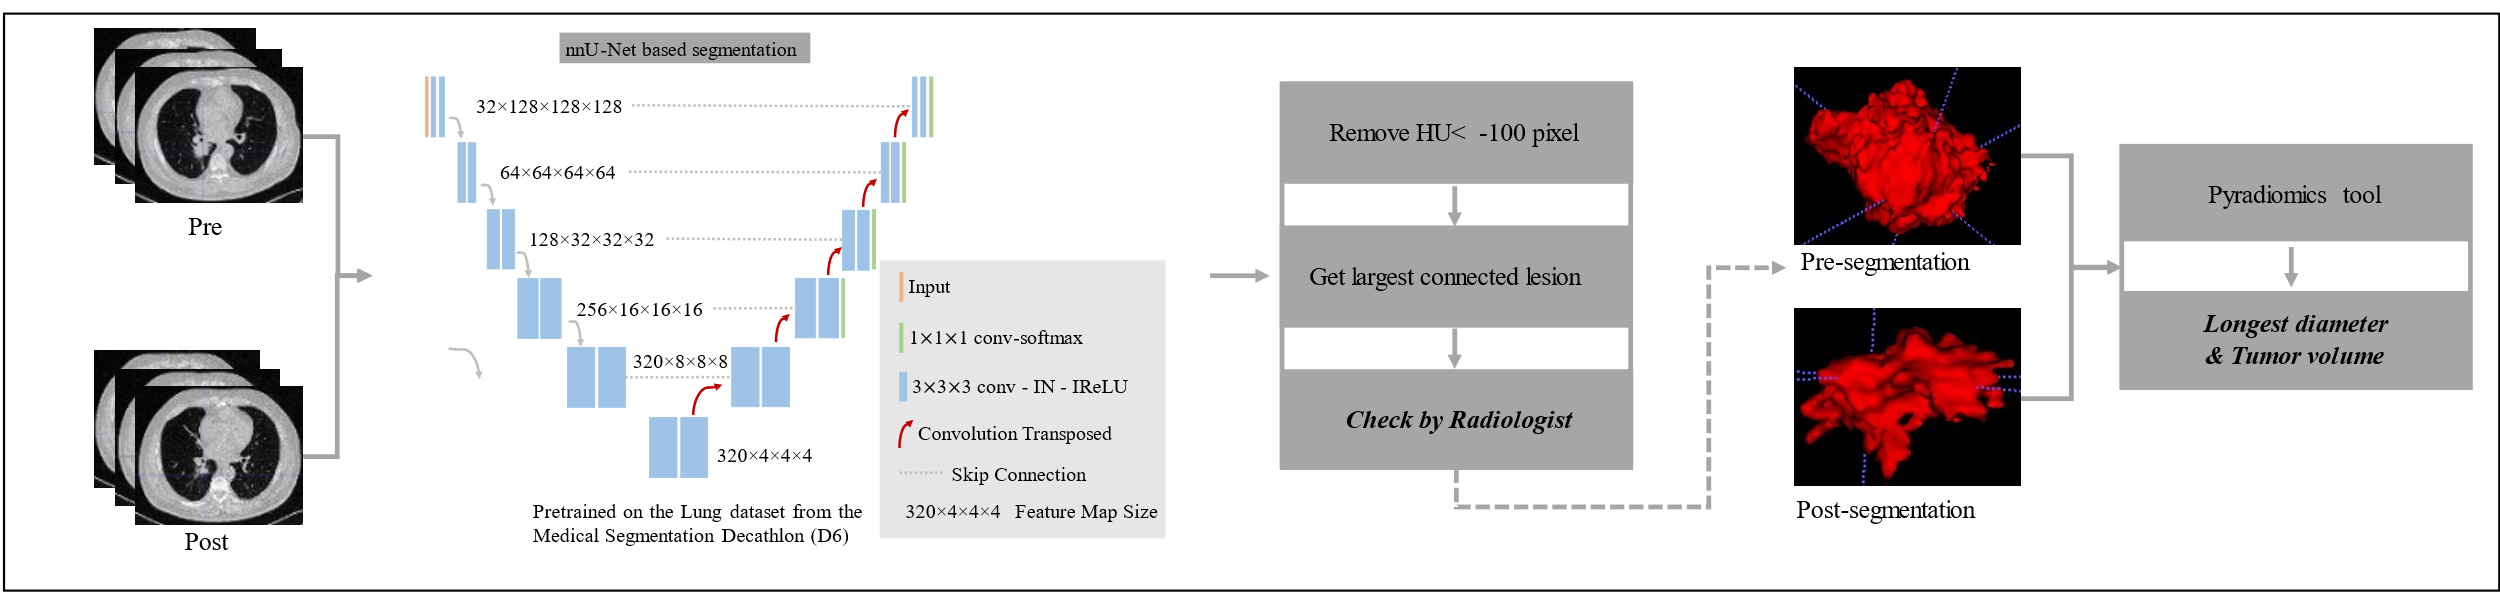 nnU-Net based segmentation
Pre
Post
32×128×128×128
64×64×64×64
128×32×32×32
256×16×16×16
320×8×8×8
320×4×4×4
Pretrained on the Lung dataset from the
Medical Segmentation Decathlon (D6)
Input
1×1×1 conv-softmax
3×3×3 conv - IN - IReLU
Convolution Transposed
Skip Connection
320×4×4×4 Feature Map Size
Remove HU< -100 pixel
Get largest connected lesion
Check by Radiologist
Pre-segmentation
Post-segmentation
Pyradiomics tool
Longest diameter
& Tumor volume